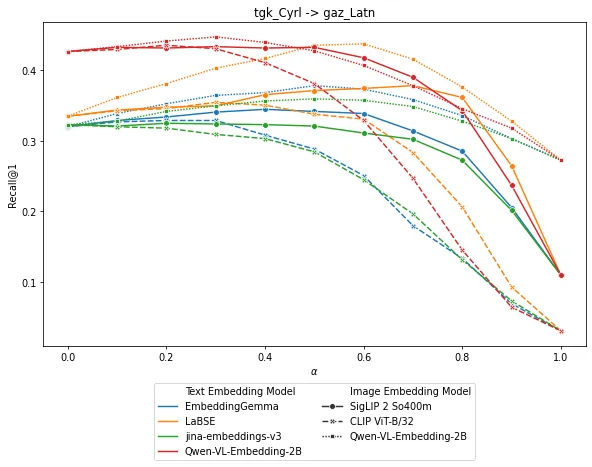 tgk_Cyrl -> gaz_Latn
Recall@1
0.4
0.3
0.2
0.1
0.0 0.2 0.4 0.6 0.8 1.0
α
Text Embedding Model
EmbeddingGemma
LaBSE
jina-embeddings-v3
Qwen-VL-Embedding-2B
Image Embedding Model
SigLIP 2 So400m
CLIP ViT-B/32
Qwen-VL-Embedding-2B